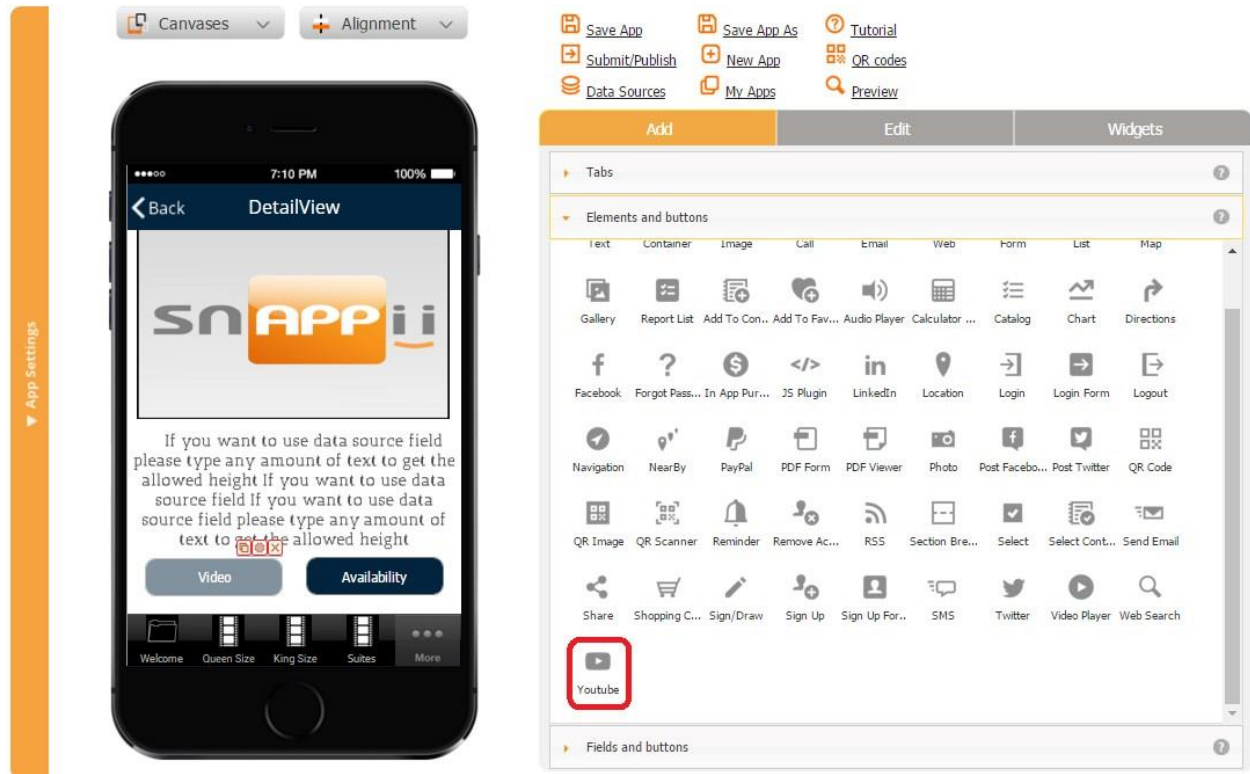 Canvases
Alignment
Save App
Save App As
Tutorial
Submit/Publish
New App
QR codes
Data Sources
My Apps
Preview
App Settings
Add
Edit
Widgets
7:10 PM
100%
Back
DetailView
snAPPii
If you want to use data source field
please type any amount of text to get the
allowed height If you want to use data
source field If you want to use data
source field please type any amount of
text to get the allowed height
Video
Availability
Welcome
Queen Size
King Size
Suites
More
Tabs
Elements and buttons
Text Container Image Call Email Web Form List Map
Gallery Report List Add To Con... Add To Fav... Audio Player Calculator ... Catalog Chart Directions
Facebook Forgot Pass... In App Pur... JS Plugin LinkedIn Location Login Login Form Logout
Navigation NearBy PayPal PDF Form PDF Viewer Photo Post Facebo... Post Twitter QR Code
QR Image QR Scanner Reminder Remove Ac... RSS Section Bre... Select Select Cont... Send Email
Share Shopping C... Sign/Draw Sign Up Sign Up For... SMS Twitter Video Player Web Search
Youtube
Fields and buttons